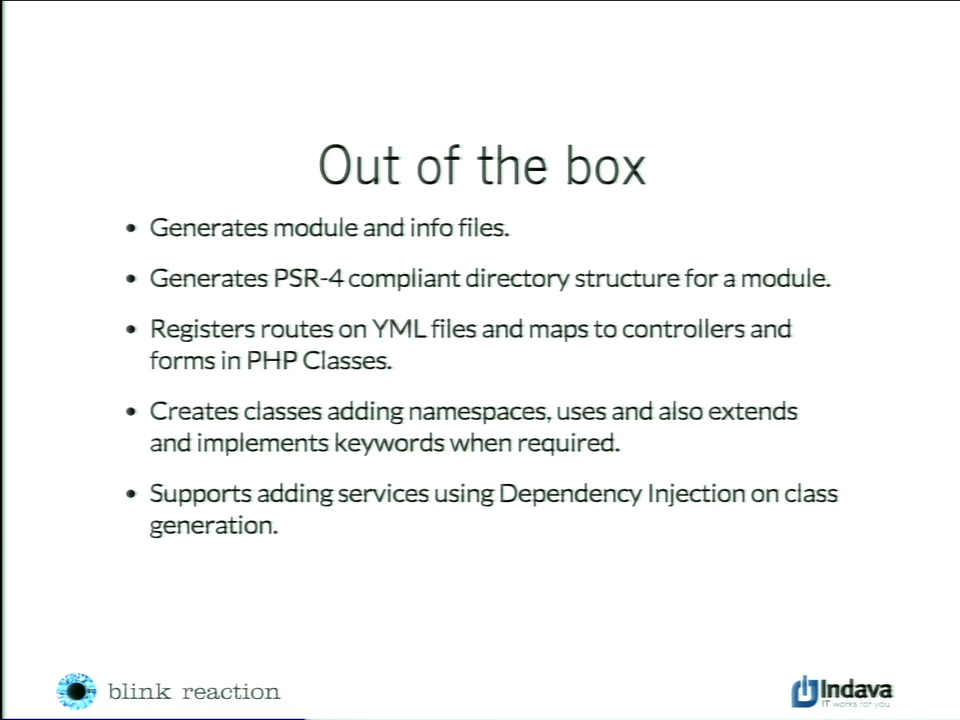 Out of the box
• Generates module and info files.
• Generates PSR-4 compliant directory structure for a module.
• Registers routes on YML files and maps to controllers and
forms in PHP Classes.
• Creates classes adding namespaces, uses and also extends
and implements keywords when required.
• Supports adding services using Dependency Injection on class
generation.
blink reaction
Indava
IT works for you